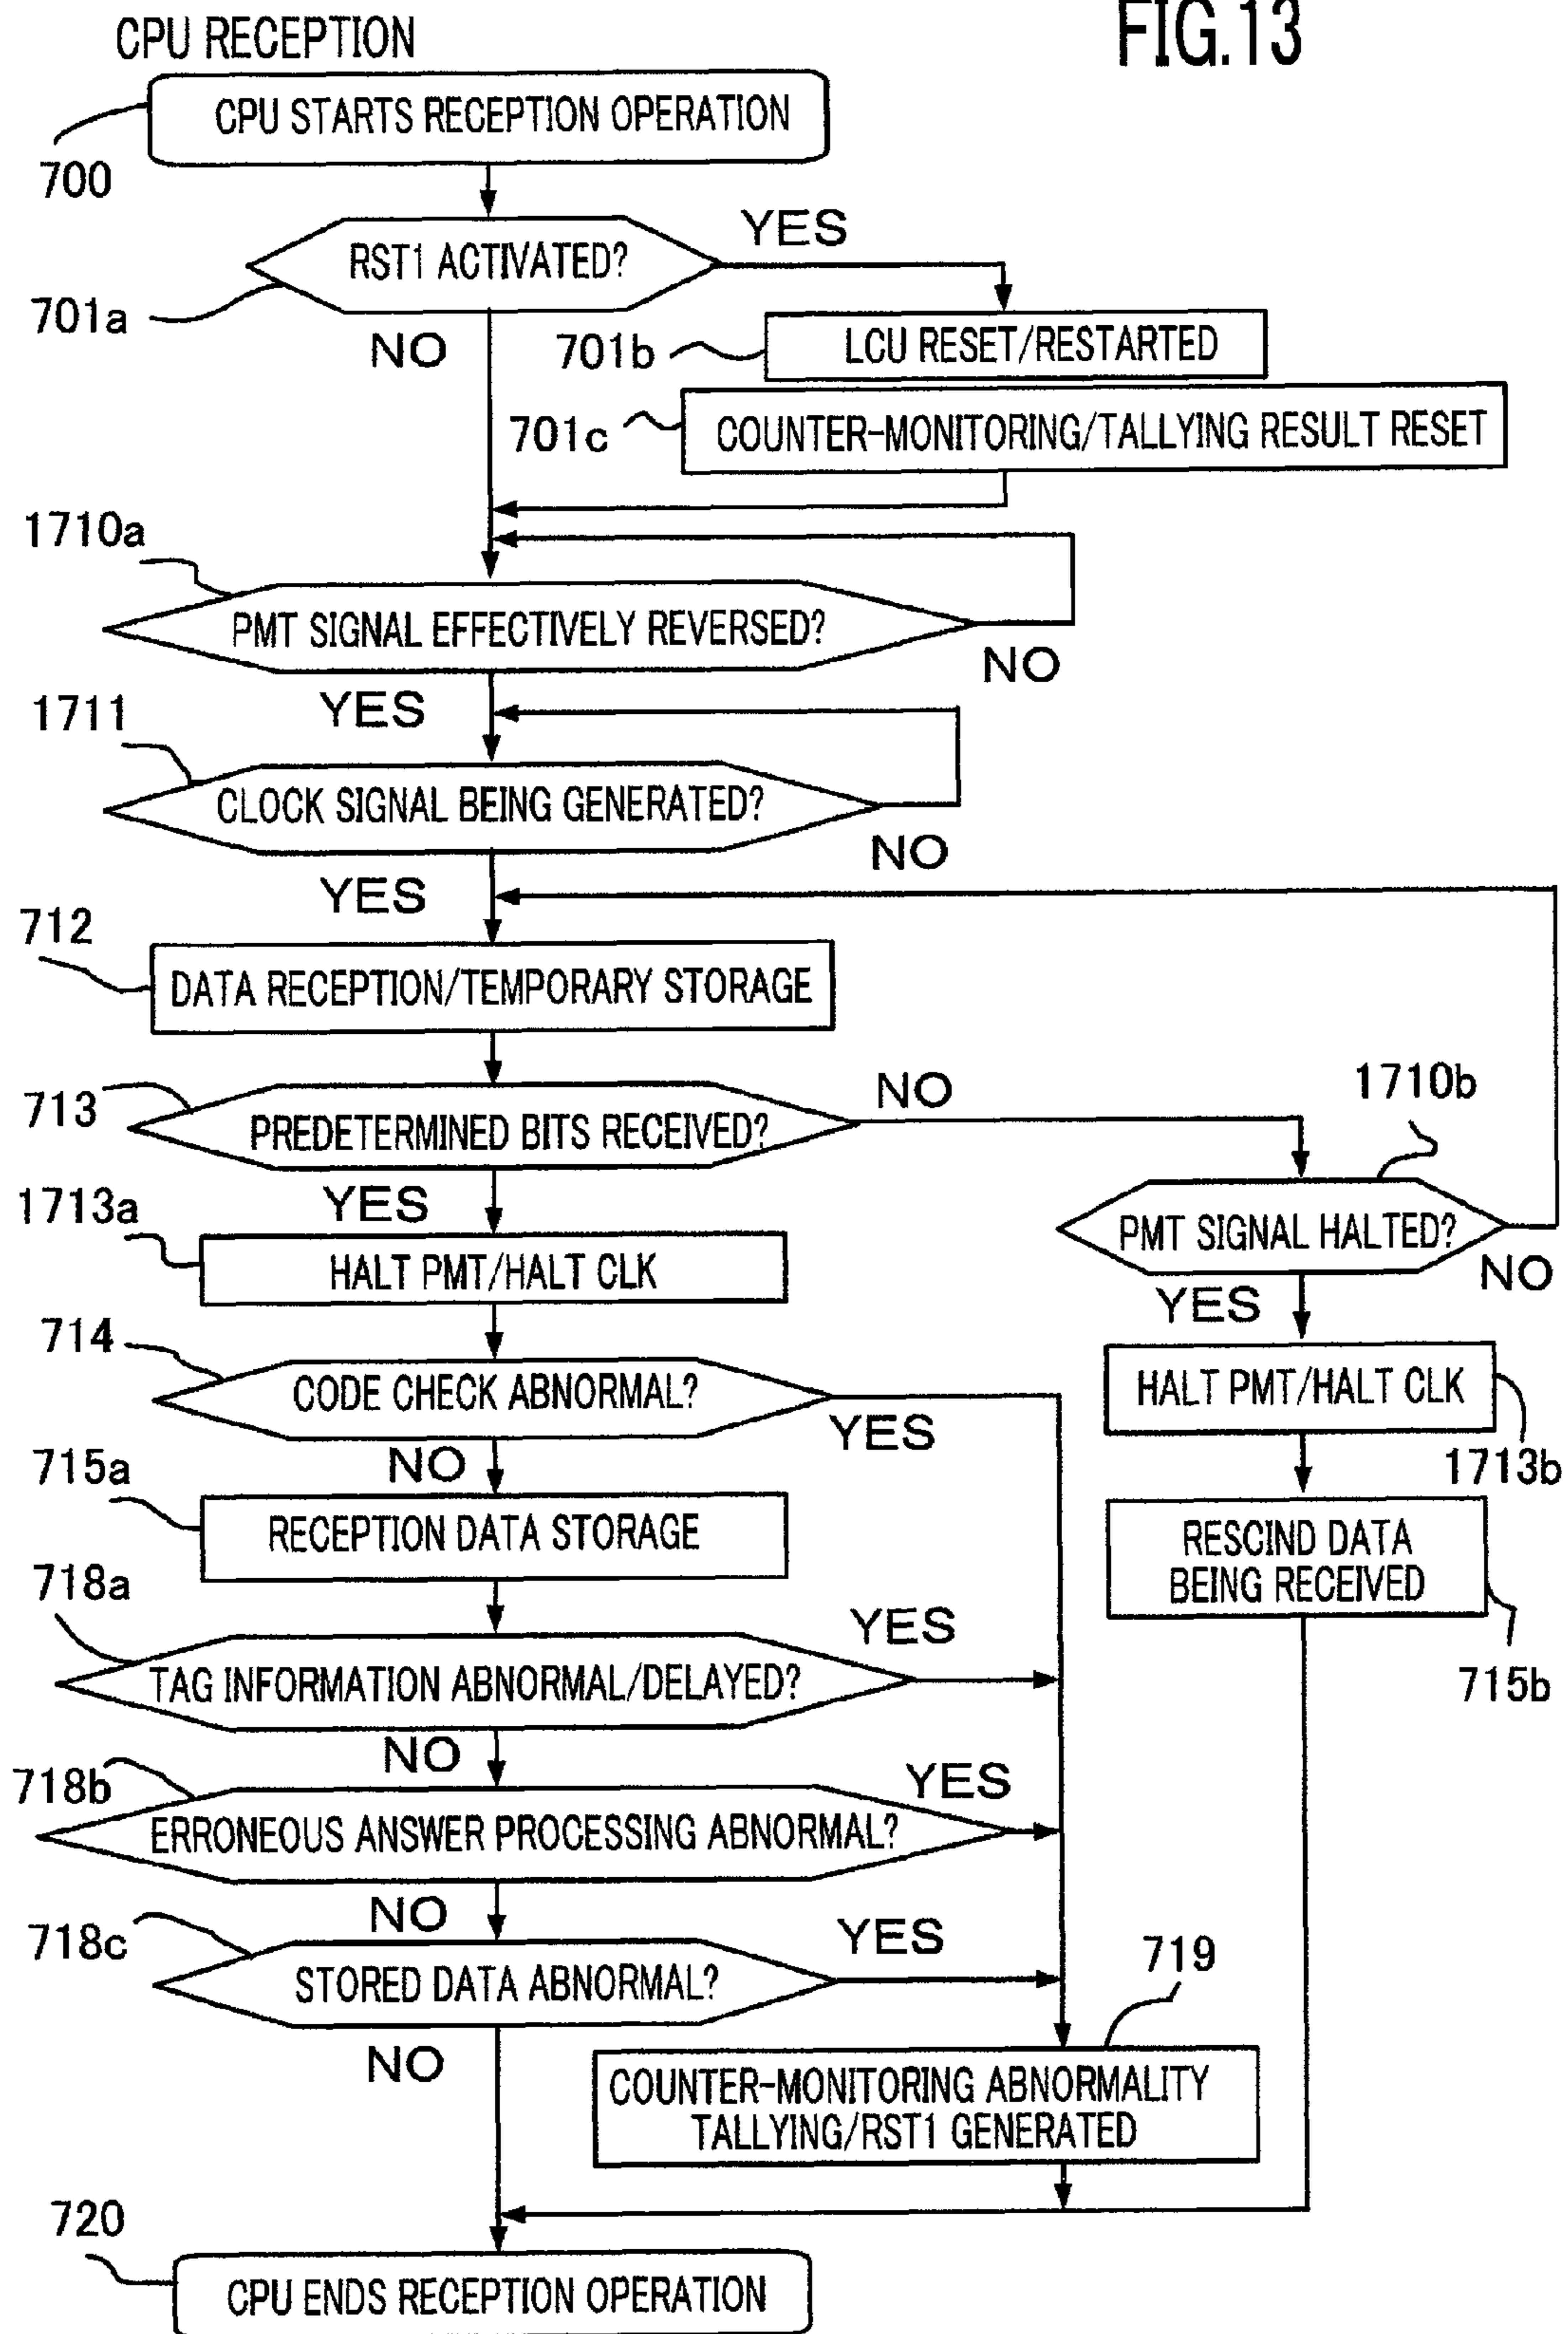 FIG.13
CPU RECEPTION
CPU STARTS RECEPTION OPERATION
700
RST1 ACTIVATED?
YES
701a
NO
701b
LCU RESET/RESTARTED
701c
COUNTER-MONITORING/TALLYING RESULT RESET
1710a
PMT SIGNAL EFFECTIVELY REVERSED?
NO
YES
1711
CLOCK SIGNAL BEING GENERATED?
NO
YES
712
DATA RECEPTION/TEMPORARY STORAGE
713
PREDETERMINED BITS RECEIVED?
NO
1710b
YES
PMT SIGNAL HALTED?
NO
1713a
HALT PMT/HALT CLK
YES
714
CODE CHECK ABNORMAL?
YES
HALT PMT/HALT CLK
1713b
NO
715a
RECEPTION DATA STORAGE
RESCIND DATA
BEING RECEIVED
715b
718a
TAG INFORMATION ABNORMAL/DELAYED?
YES
NO
718b
ERRONEOUS ANSWER PROCESSING ABNORMAL?
YES
NO
718c
STORED DATA ABNORMAL?
YES
719
NO
COUNTER-MONITORING ABNORMALITY
TALLYING/RST1 GENERATED
720
CPU ENDS RECEPTION OPERATION